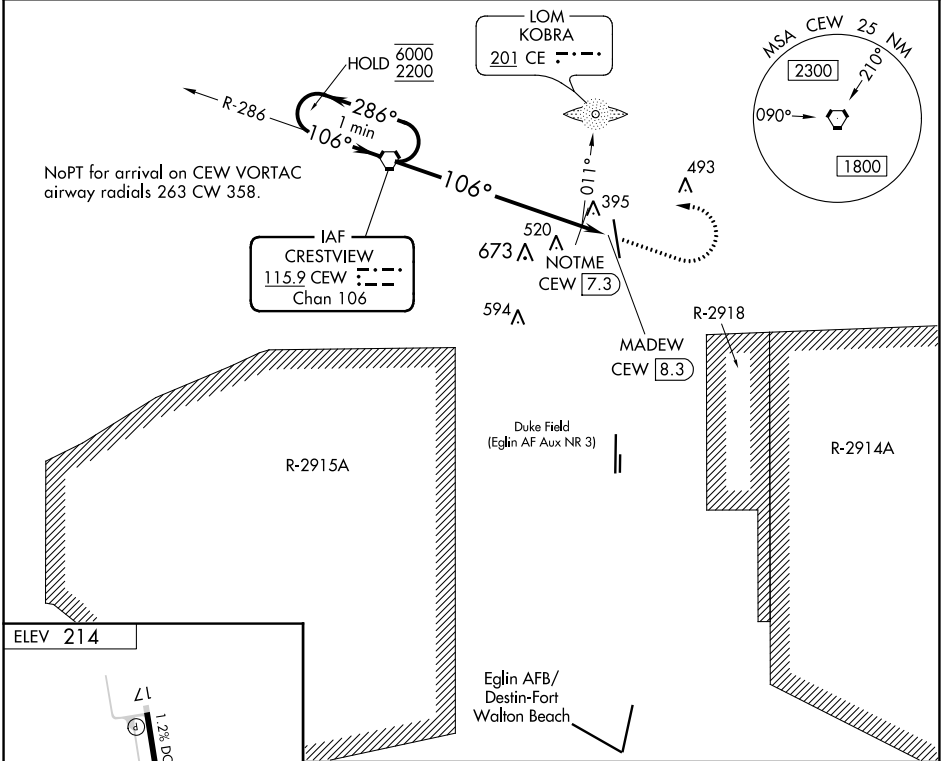 LOM
KOBRA
201 CE
MSA CEW 25 NM
210°
2300
090°
1800
HOLD 6000
2200
R-286
286°
1 min
106°
NoPT for arrival on CEW VORTAC
airway radials 263 CW 358.
106°
011°
493
395
520
673
NOTME
CEW 7.3
594
IAF
CRESTVIEW
115.9 CEW
Chan 106
R-2918
MADEW
CEW 8.3
Duke Field
(Eglin AF Aux NR 3)
R-2915A
R-2914A
ELEV 214
17
P
1.2% DO
Eglin AFB/
Destin-Fort
Walton Beach